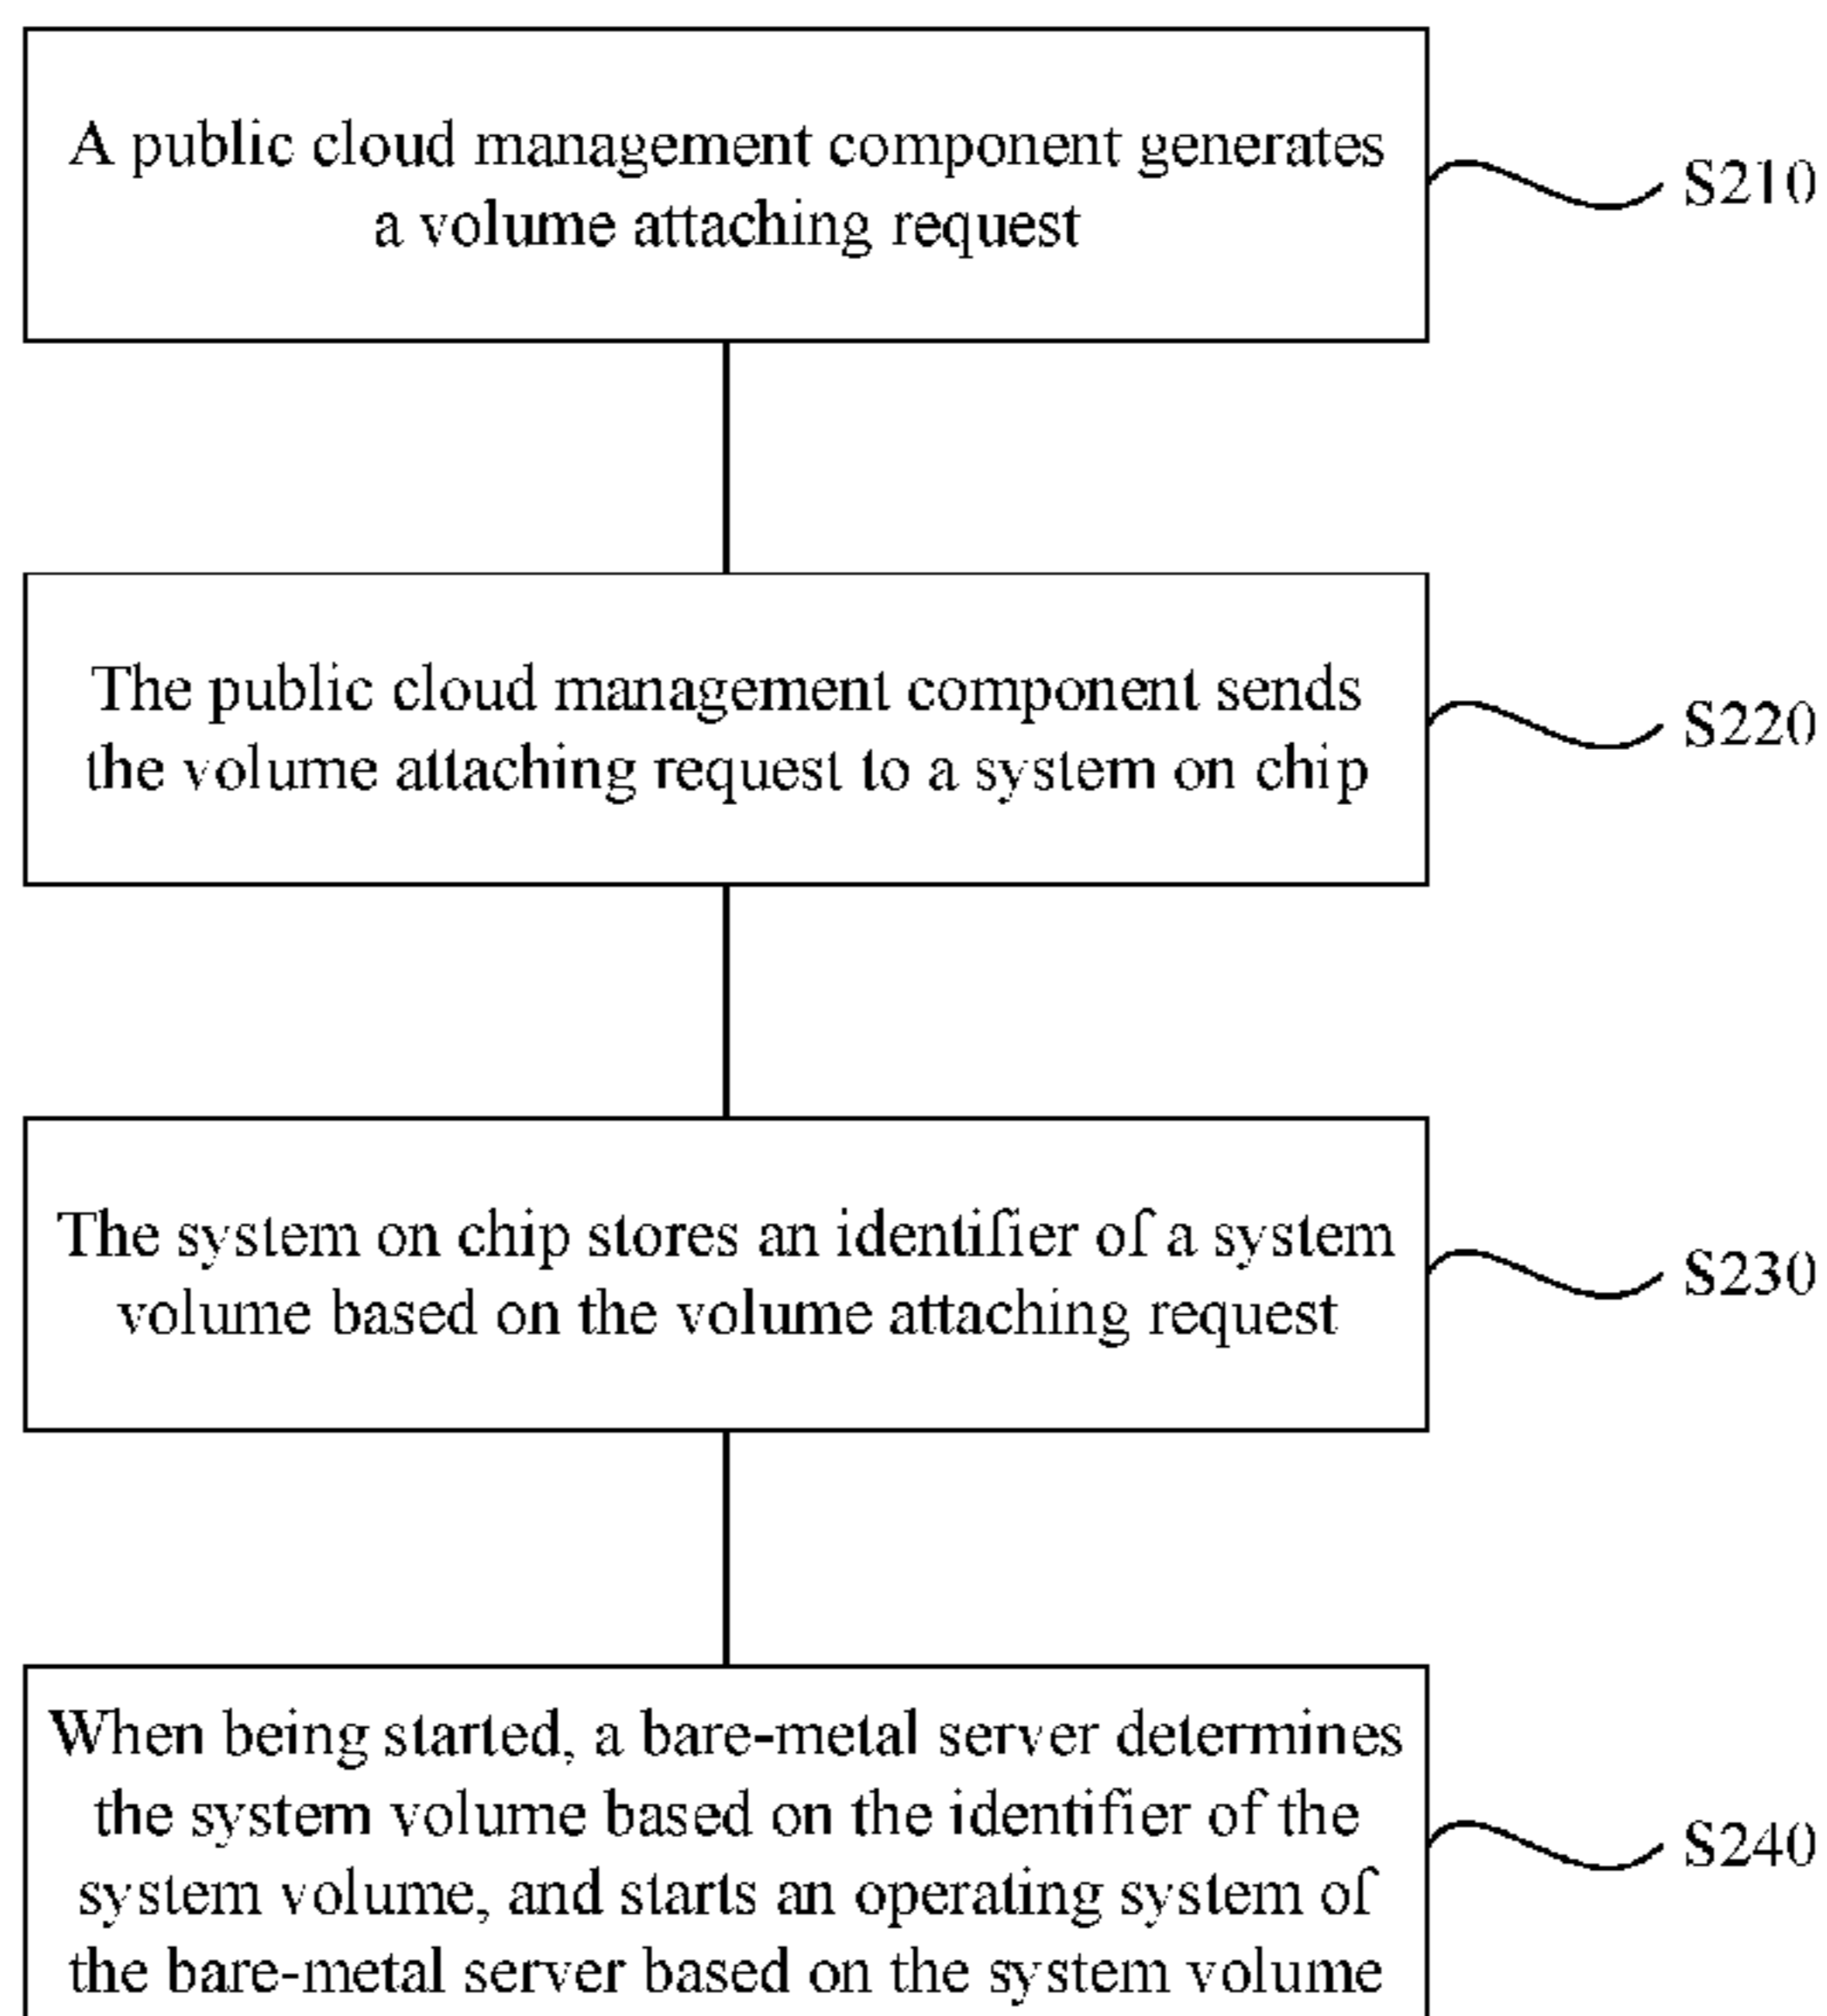 A public cloud management component generates
a volume attaching request
S210
The public cloud management component sends
the volume attaching request to a system on chip
S220
The system on chip stores an identifier of a system
volume based on the volume attaching request
S230
When being started, a bare-metal server determines
the system volume based on the identifier of the
system volume, and starts an operating system of
the bare-metal server based on the system volume
S240